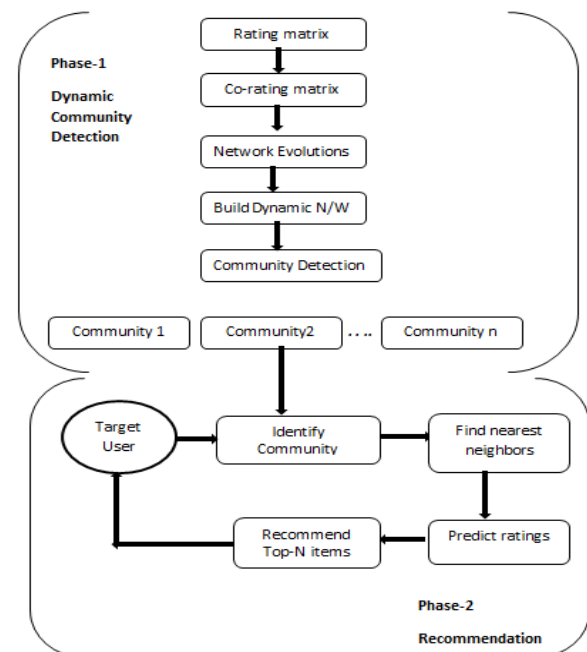 Rating matrix
Phase-1
Dynamic
Community
Detection
Co-rating matrix
Network Evolutions
Build Dynamic N/W
Community Detection
Community 1
Community2
....
Community n
Target
User
Identify
Community
Find nearest
neighbors
Recommend
Top-N items
Predict ratings
Phase-2
Recommendation